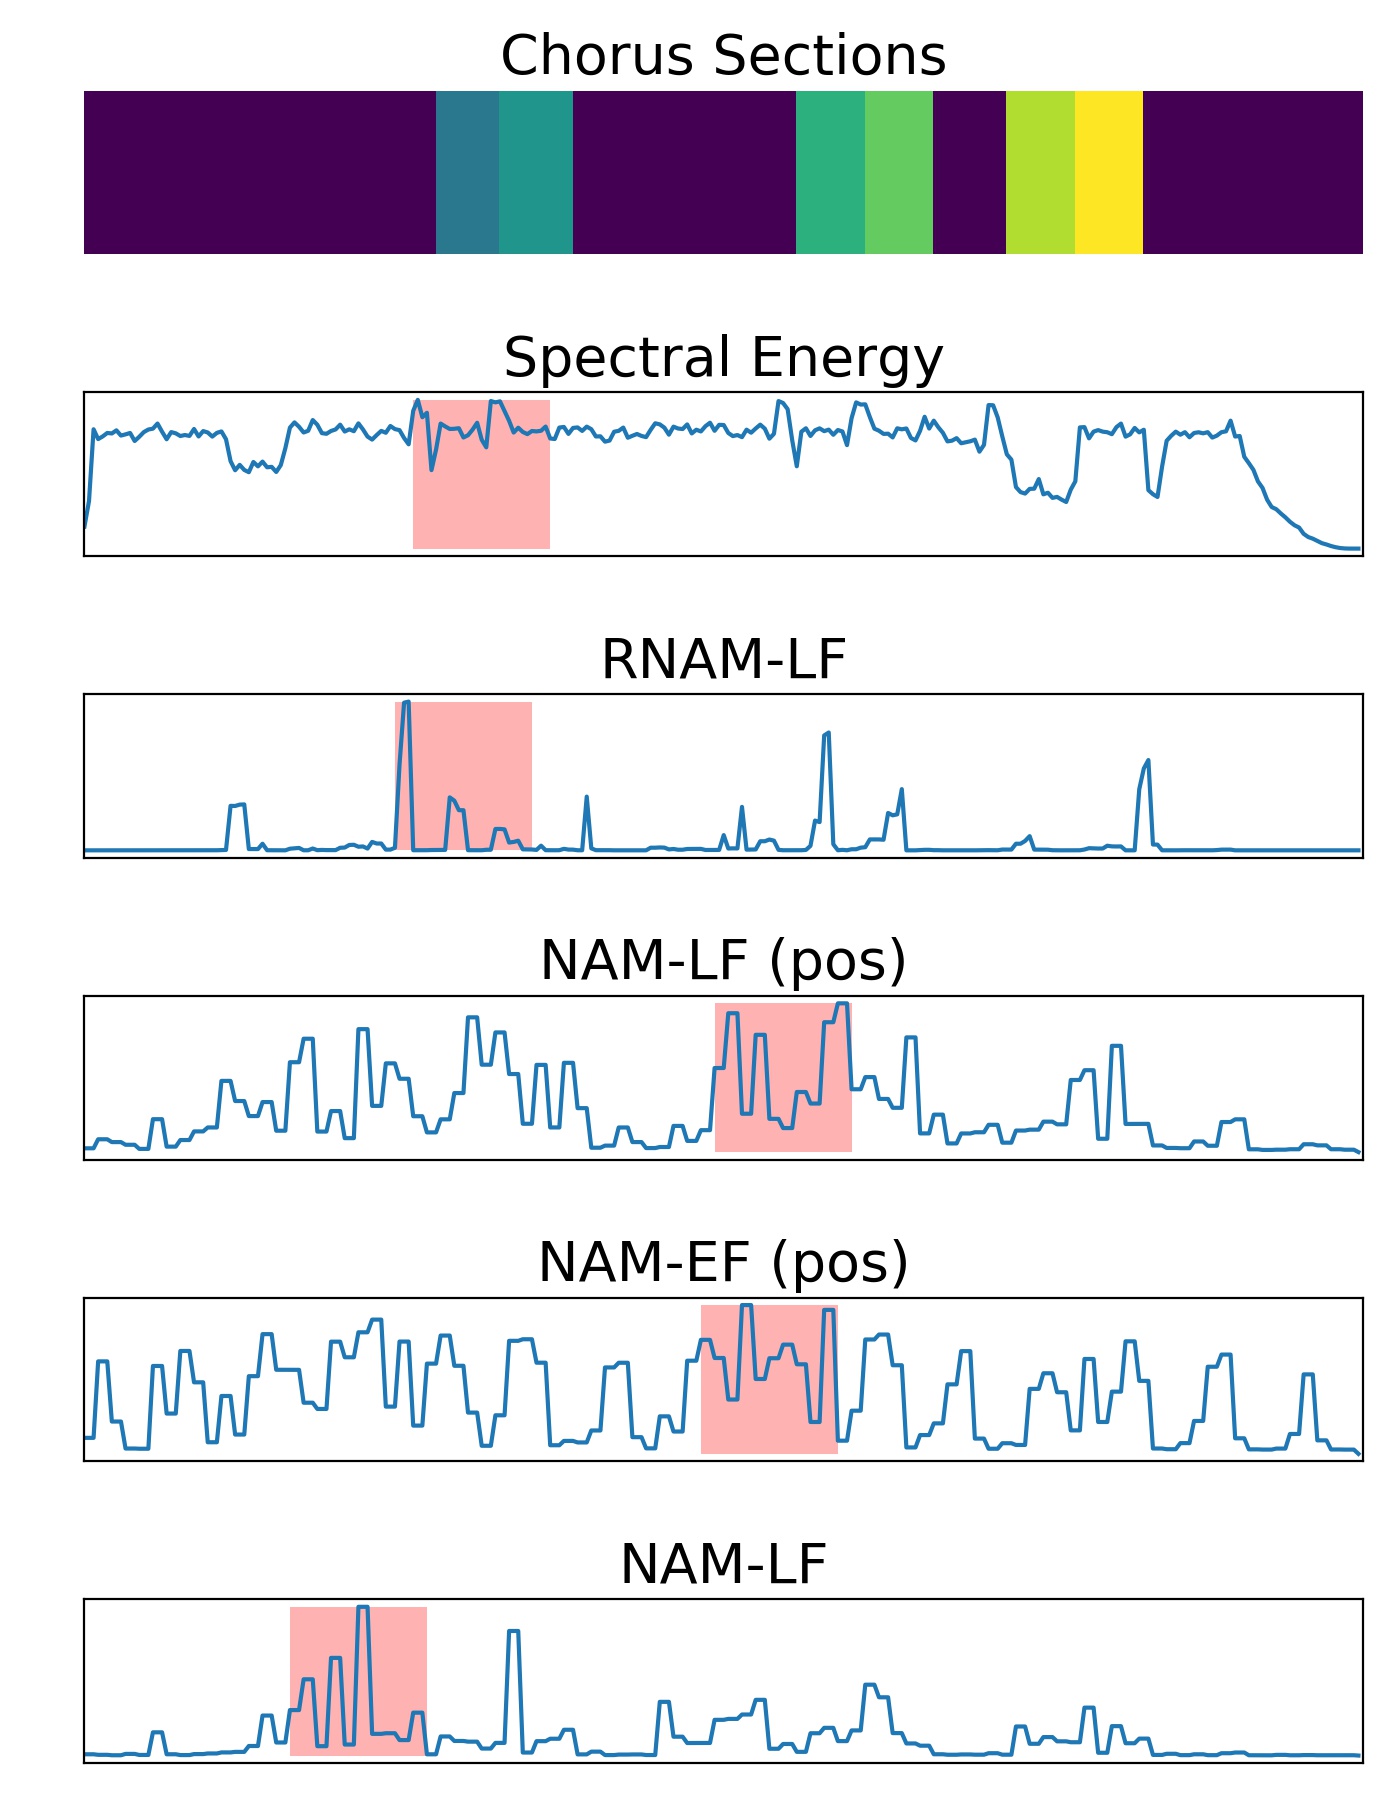 Chorus Sections
Spectral Energy
RNAM-LF
NAM-LF (pos)
NAM-EF (pos)
NAM-LF